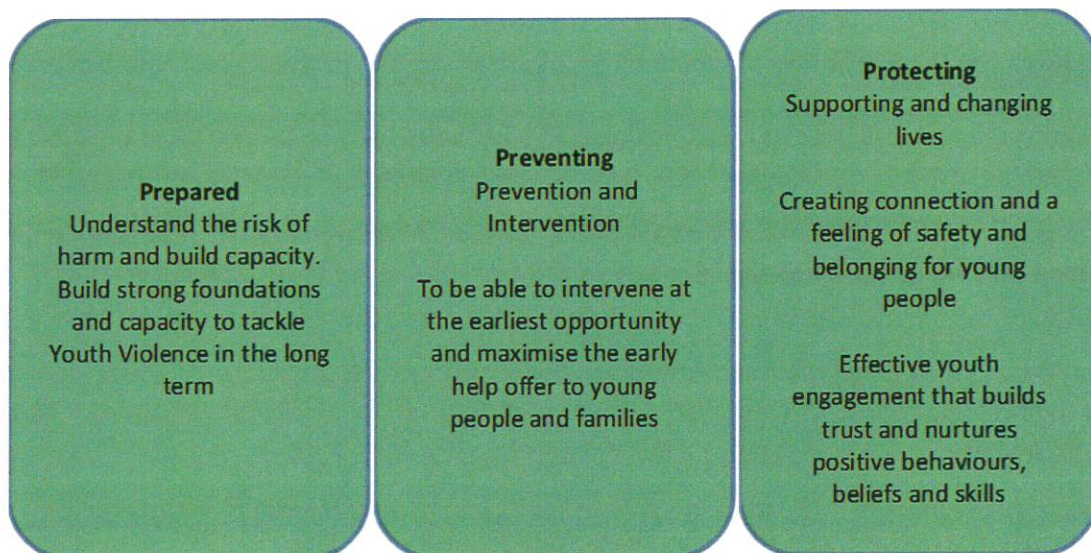 Prepared
Understand the risk of
harm and build capacity.
Build strong foundations
and capacity to tackle
Youth Violence in the long
term
Preventing
Prevention and
Intervention
To be able to intervene at
the earliest opportunity
and maximise the early
help offer to young
people and families
Protecting
Supporting and changing
lives
Creating connection and a
feeling of safety and
belonging for young
people
Effective youth
engagement that builds
trust and nurtures
positive behaviours,
beliefs and skills